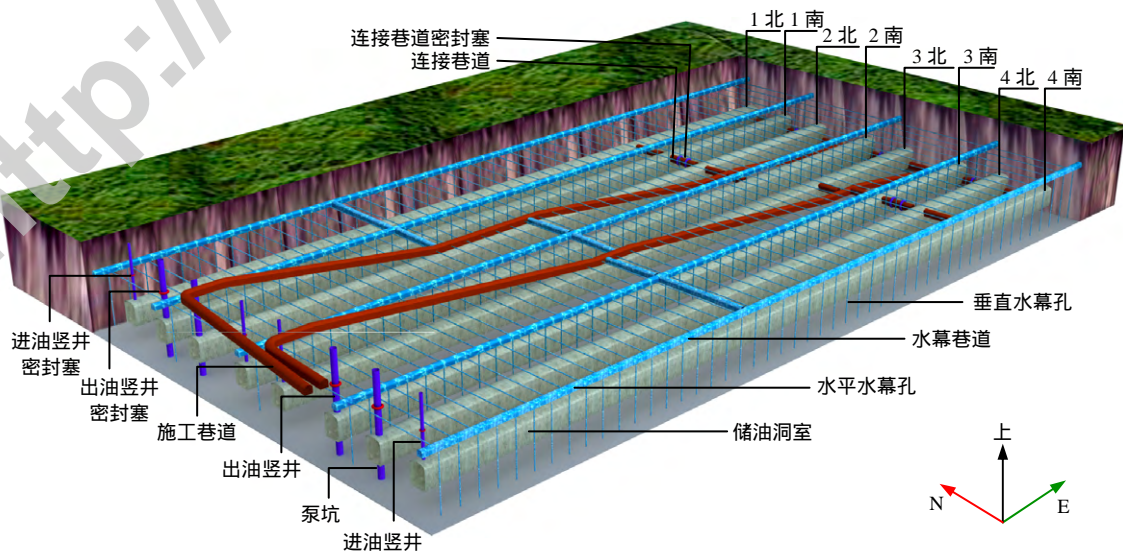 ttp://
1 北
1 南
2 北
2 南
3 北
3 南
4 北
4 南
连接巷道密封塞
连接巷道
进油竖井
密封塞
出油竖井
密封塞
施工巷道
出油竖井
泵坑
进油竖井
垂直水幕孔
水幕巷道
水平水幕孔
储油洞室
上
N
E